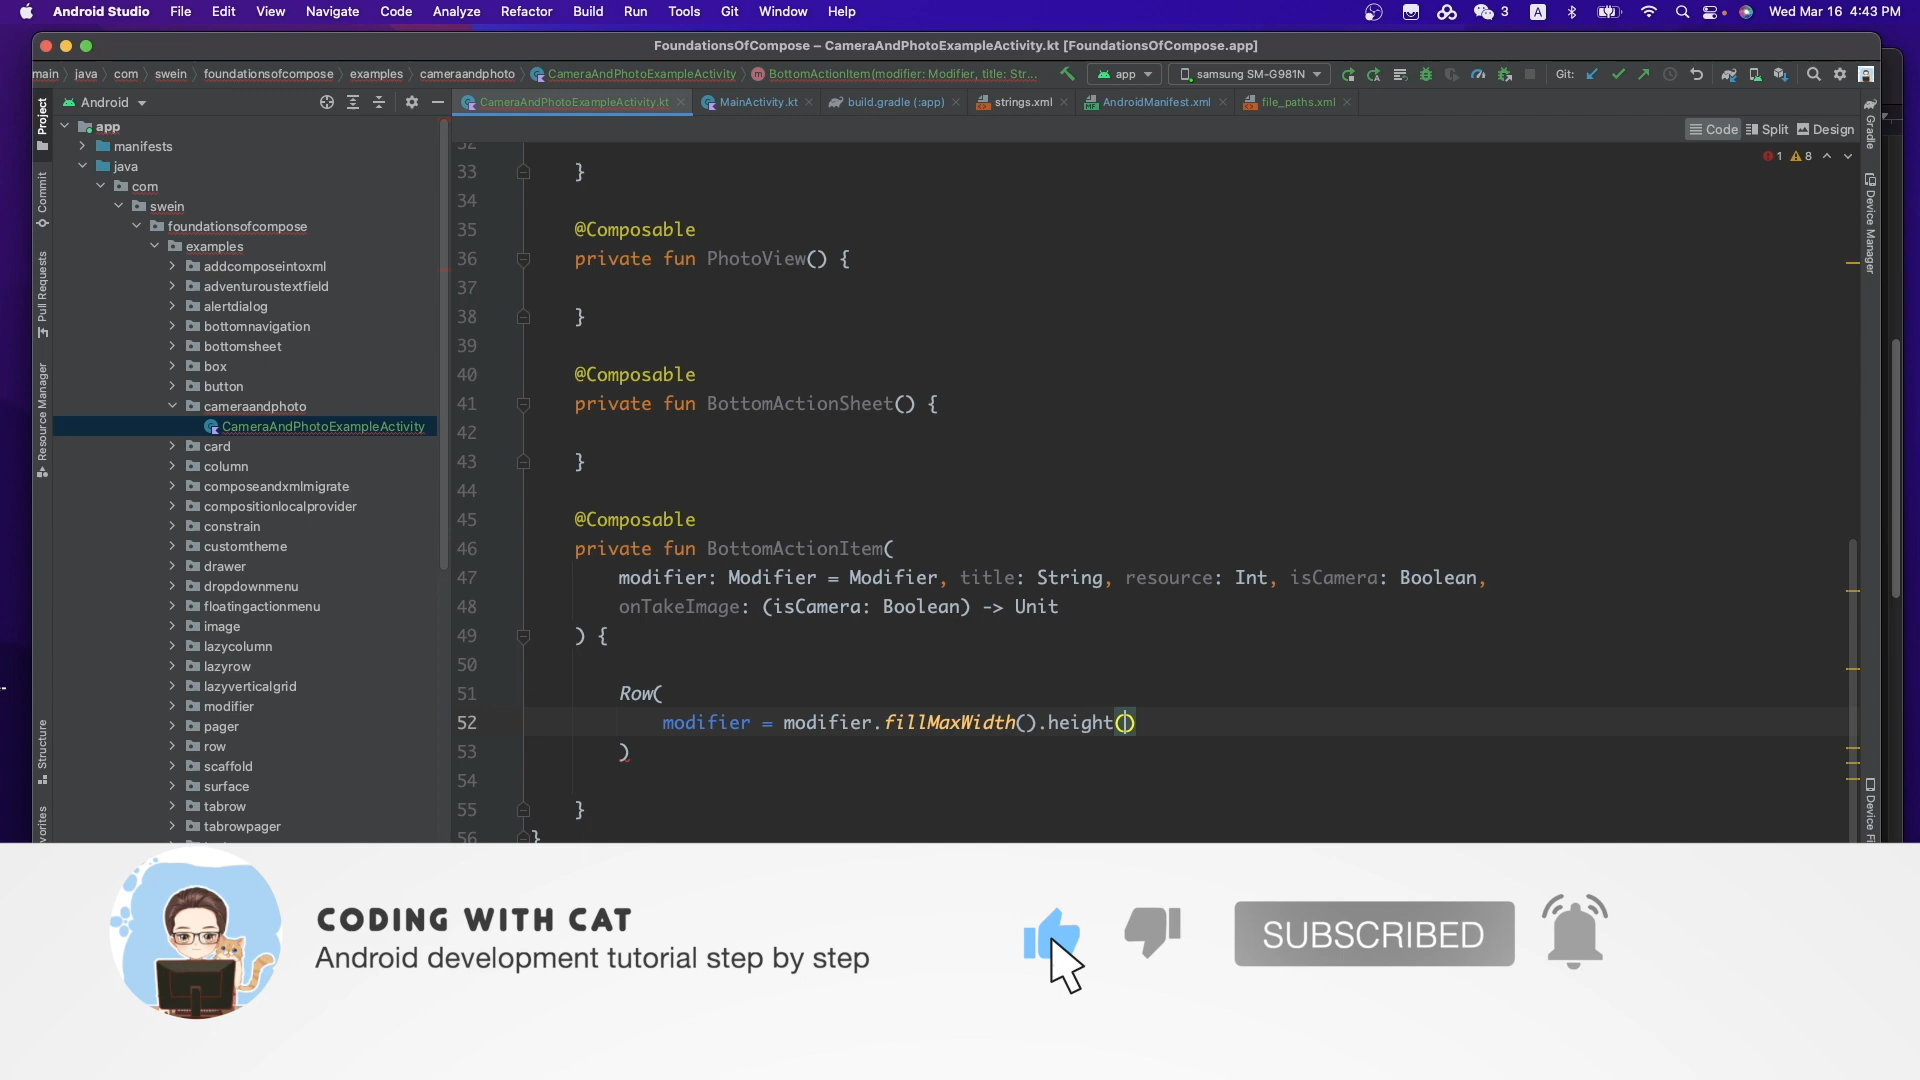 Android Studio File Edit View Navigate Code Analyze Refactor Build Run Tools Git Window Help 3 A Wed Mar 16 4:43 PM
FoundationsOfCompose – CameraAndPhotoExampleActivity.kt [FoundationsOfCompose.app]
main java com swein foundationsofcompose examples cameraandphoto CameraAndPhotoExampleActivity BottomActionItem(modifier: Modifier, title: Str... app samsung SM-G981N Git:
Project
Commit
Pull Requests
Resource Manager
Structure
Android
app
manifests
java
com
swein
foundationsofcompose
examples
addcomposeintoxml
adventuroustextfield
alertdialog
bottomnavigation
bottomsheet
box
button
cameraandphoto
CameraAndPhotoExampleActivity
card
column
composeandxmlmigrate
compositionlocalprovider
constrain
customtheme
drawer
dropdownmenu
floatingactionmenu
image
lazycolumn
lazyrow
lazyverticalgrid
modifier
pager
row
scaffold
surface
tabrow
tabrowpager
CameraAndPhotoExampleActivity.kt MainActivity.kt build.gradle (:app) strings.xml AndroidManifest.xml file_paths.xml
Code Split Design
1 8
33 }
34
35 @Composable
36 private fun PhotoView() {
37
38 }
39
40 @Composable
41 private fun BottomActionSheet() {
42
43 }
44
45 @Composable
46 private fun BottomActionItem(
47 modifier: Modifier = Modifier, title: String, resource: Int, isCamera: Boolean,
48 onTakeImage: (isCamera: Boolean) -> Unit
49 ) {
50
51 Row(
52 modifier = modifier.fillMaxWidth().height()
53 )
54
55 }
56 }
Gradle
Device Manager
CODING WITH CAT
Android development tutorial step by step
SUBSCRIBED